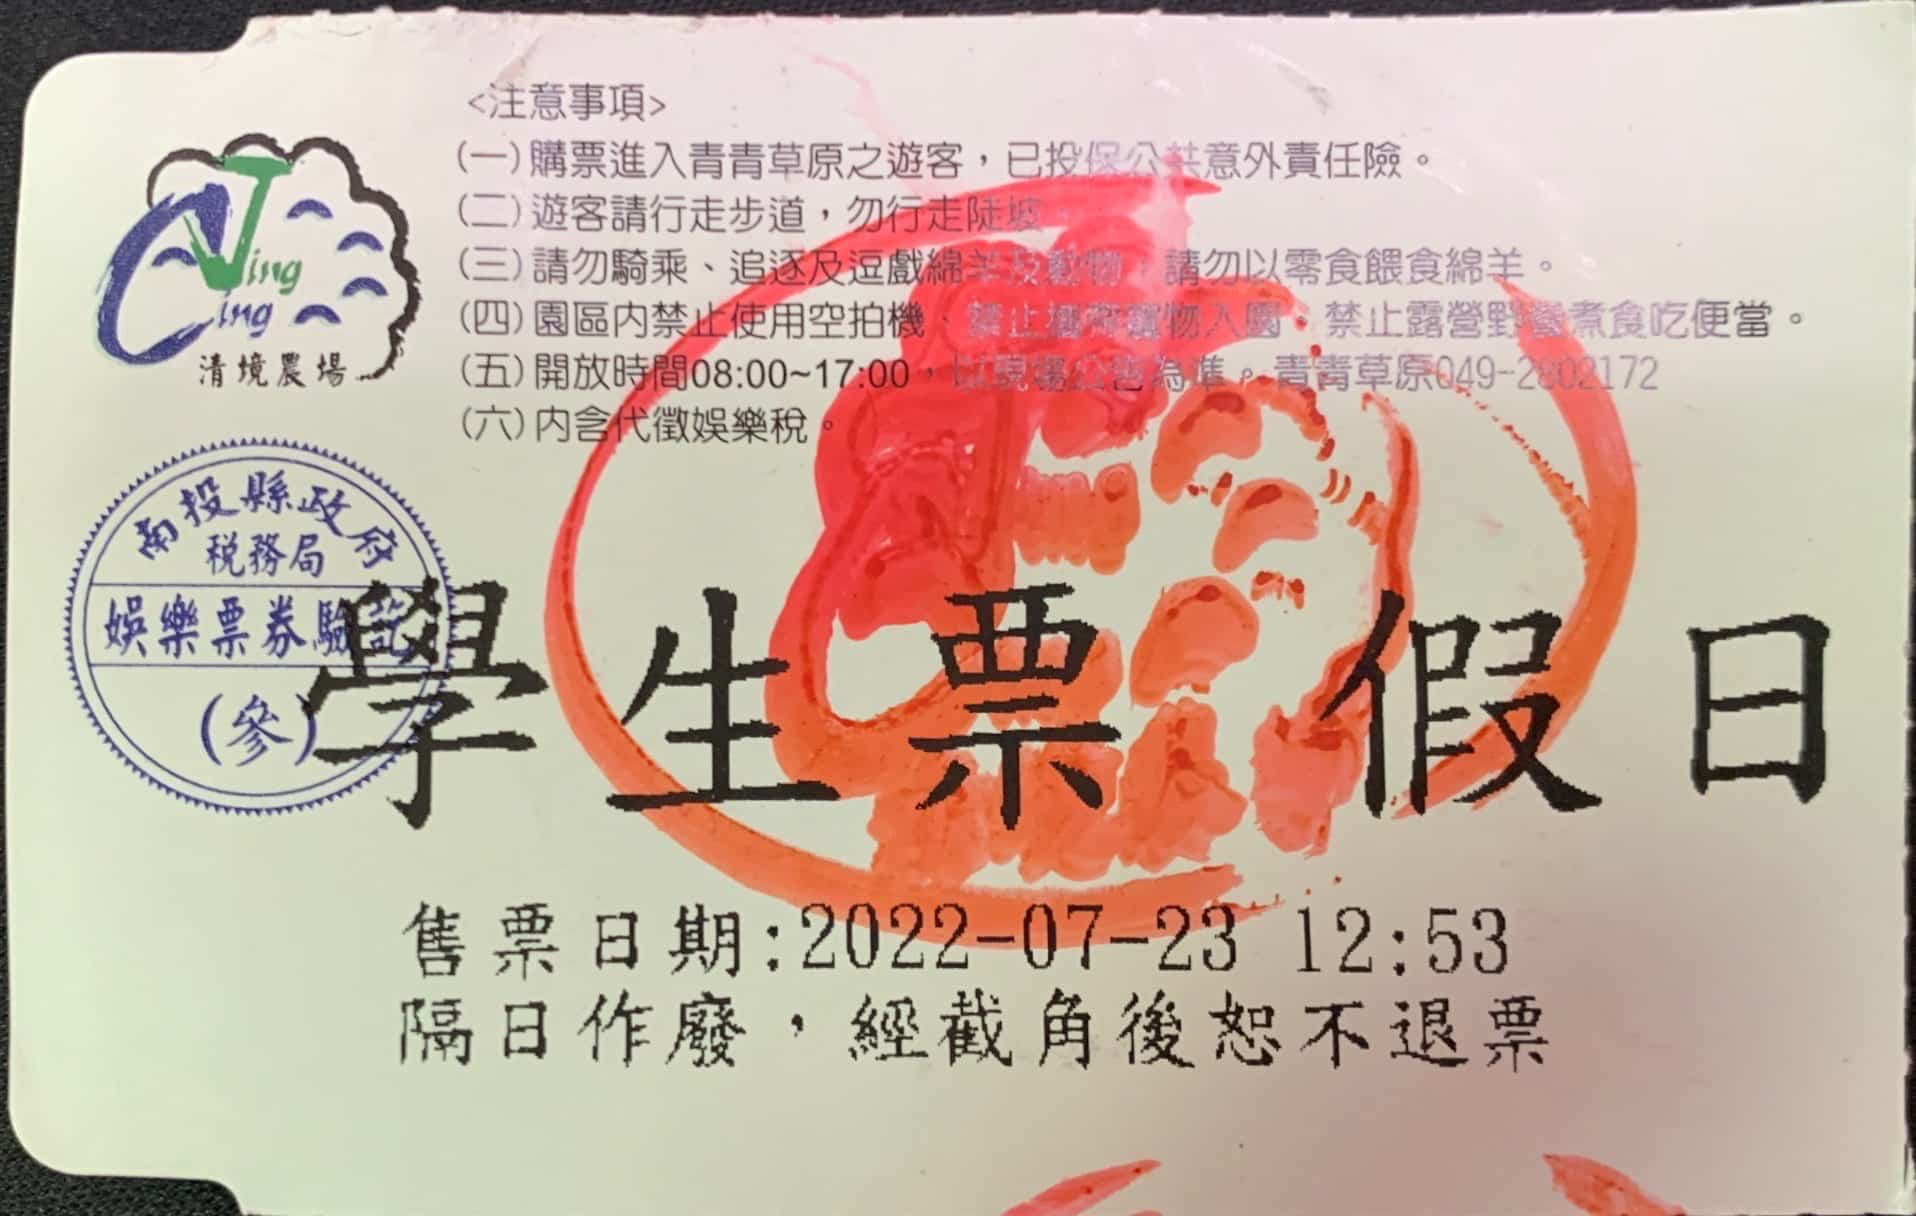 <注意事項>
(一)購票進入青青草原之遊客，已投保公共意外責任險。
(二)遊客請行走步道，勿行走陡坡
(三)請勿騎乘、追逐及逗戲綿羊及動物，請勿以零食餵食綿羊。
(四)園區內禁止使用空拍機、禁止攜帶寵物入園、禁止露營野餐煮食吃便當。
(五)開放時間08:00~17:00，以現場公告為準。青青草原049-2802172
(六)內含代徵娛樂稅。
Jing
Cing
清境農場
南投縣政府
稅務局
娛樂票券驗訖
(參)
學生票 假日
售票日期:2022-07-23 12:53
隔日作廢，經截角後恕不退票